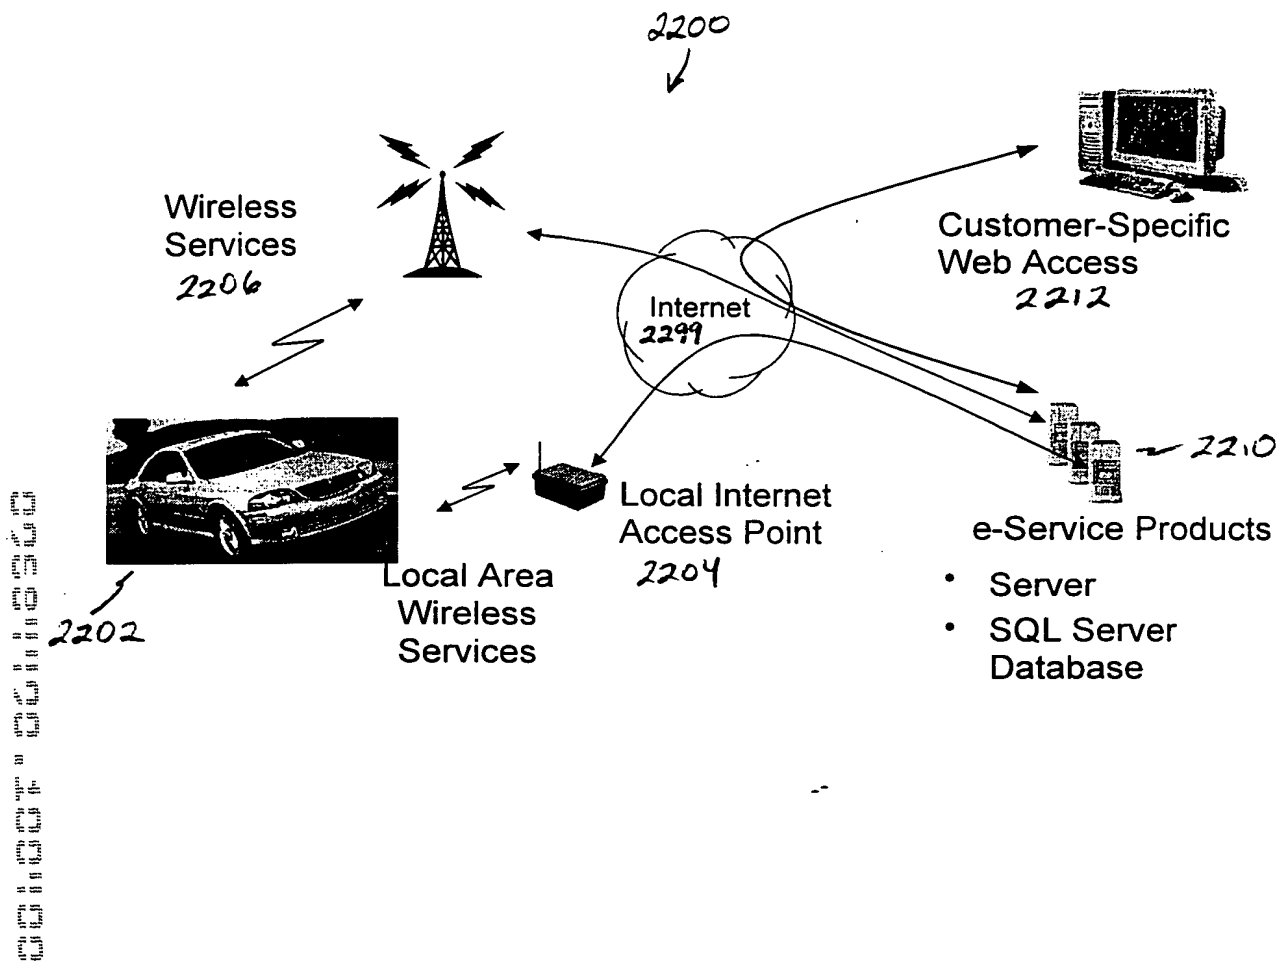 2200
Wireless
Services
2206
Customer-Specific
Web Access
2212
Internet
2299
2210
Local Internet
Access Point
2204
e-Service Products
• Server
• SQL Server
Database
Local Area
Wireless
Services
2202